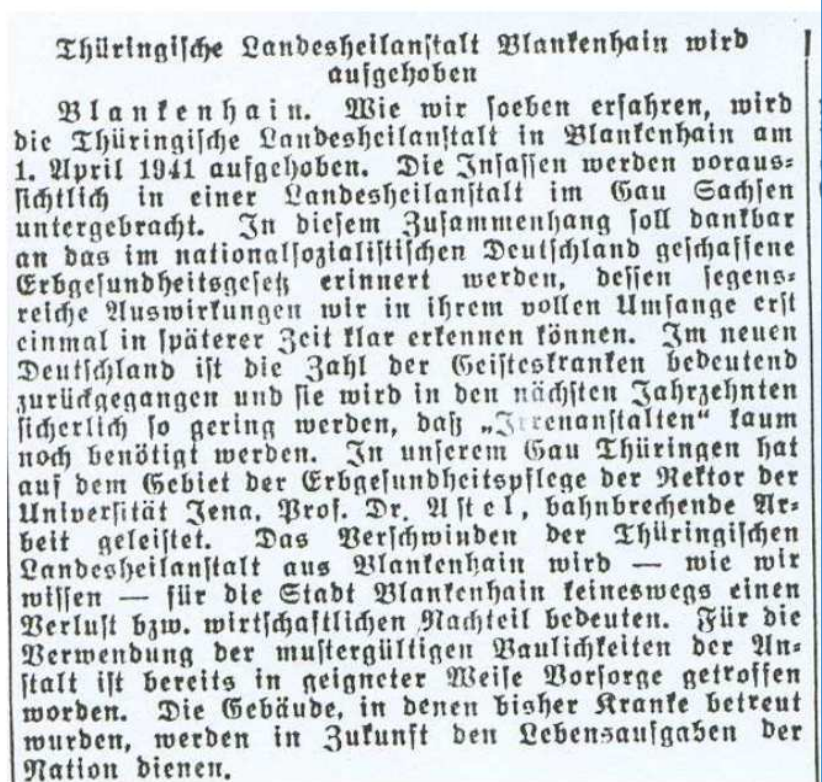 Thüringische Landesheilanstalt Blankenhain wird
aufgehoben
Blankenhain. Wie wir soeben erfahren, wird
die Thüringische Landesheilanstalt in Blankenhain am
1. April 1941 aufgehoben. Die Insassen werden voraus-
sichtlich in einer Landesheilanstalt im Gau Sachsen
untergebracht. In diesem Zusammenhang soll dankbar
an das im nationalsozialistischen Deutschland geschaffene
Erbgesundheitsgesetz erinnert werden, dessen segens-
reiche Auswirkungen wir in ihrem vollen Umfange erst
einmal in späterer Zeit klar erkennen können. Im neuen
Deutschland ist die Zahl der Geisteskranken bedeutend
zurückgegangen und sie wird in den nächsten Jahrzehnten
sicherlich so gering werden, daß „Irrenanstalten“ kaum
noch benötigt werden. In unserem Gau Thüringen hat
auf dem Gebiet der Erbgesundheitspflege der Rektor der
Universität Jena, Prof. Dr. Astel, bahnbrechende Ar-
beit geleistet. Das Verschwinden der Thüringischen
Landesheilanstalt aus Blankenhain wird — wie wir
wissen — für die Stadt Blankenhain keineswegs einen
Verlust bzw. wirtschaftlichen Nachteil bedeuten. Für die
Verwendung der mustergültigen Baulichkeiten der An-
stalt ist bereits in geigneter Weise Vorsorge getroffen
worden. Die Gebäude, in denen bisher Kranke betreut
wurden, werden in Zukunft den Lebensaufgaben der
Nation dienen.